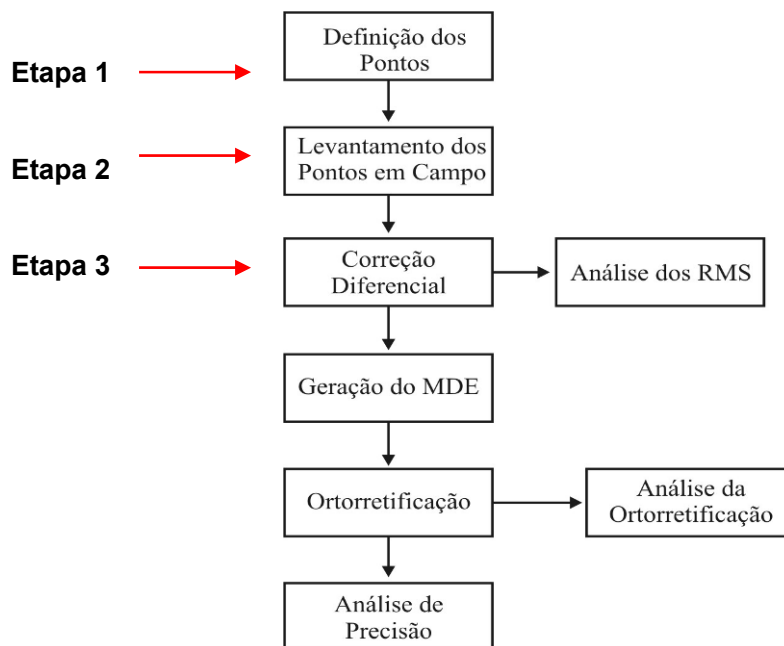 Etapa 1
Definição dos
Pontos
Etapa 2
Levantamento dos
Pontos em Campo
Etapa 3
Correção
Diferencial
Análise dos RMS
Geração do MDE
Ortorretificação
Análise da
Ortorretificação
Análise de
Precisão